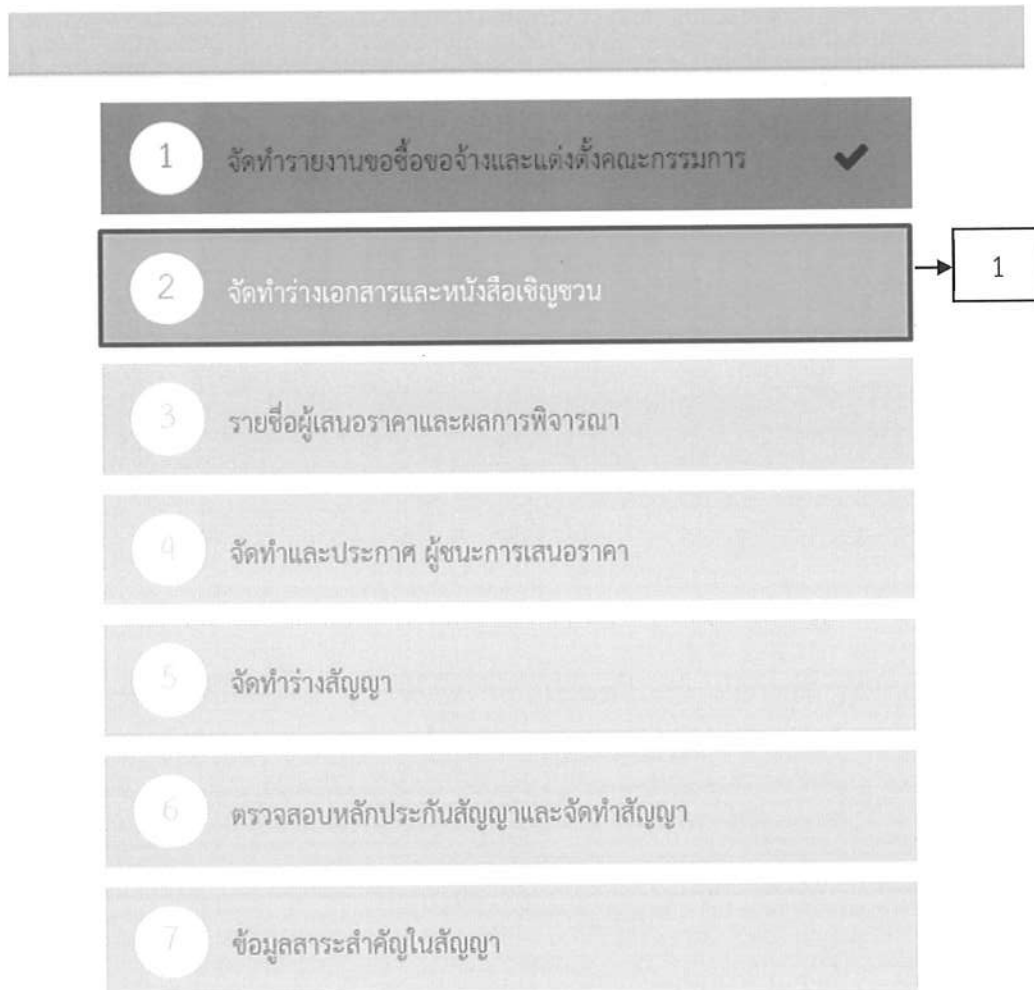 1 จัดทำรายงานขอซื้อขอจ้างและแต่งตั้งคณะกรรมการ
2 จัดทำร่างเอกสารและหนังสือเชิญชวน
1
3 รายชื่อผู้เสนอราคาและผลการพิจารณา
4 จัดทำและประกาศ ผู้ชนะการเสนอราคา
5 จัดทำร่างสัญญา
6 ตรวจสอบหลักประกันสัญญาและจัดทำสัญญา
7 ข้อมูลสาระสำคัญในสัญญา